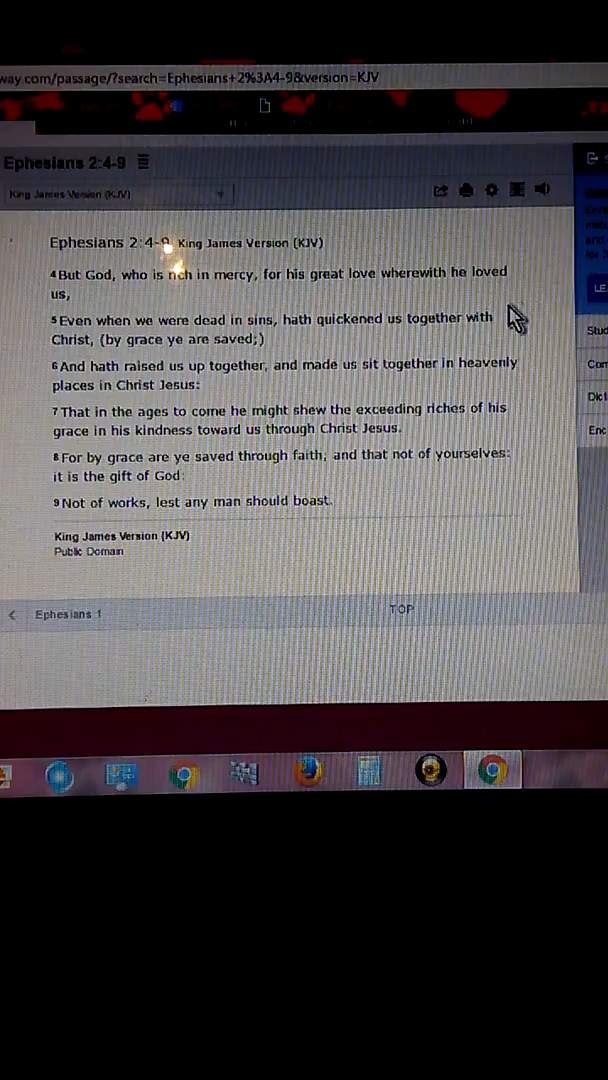 way.com/passage/?search=Ephesians+2%3A4-9&version=KJV
Ephesians 2:4-9
King James Version (KJV)
Ephesians 2:4-9 King James Version (KJV)
4 But God, who is rich in mercy, for his great love wherewith he loved
us,
5 Even when we were dead in sins, hath quickened us together with
Christ, (by grace ye are saved;)
6 And hath raised us up together, and made us sit together in heavenly
places in Christ Jesus:
7 That in the ages to come he might shew the exceeding riches of his
grace in his kindness toward us through Christ Jesus.
8 For by grace are ye saved through faith; and that not of yourselves:
it is the gift of God:
9 Not of works, lest any man should boast.
King James Version (KJV)
Public Domain
< Ephesians 1
TOP
LE
Stud
Com
Dict
Enc